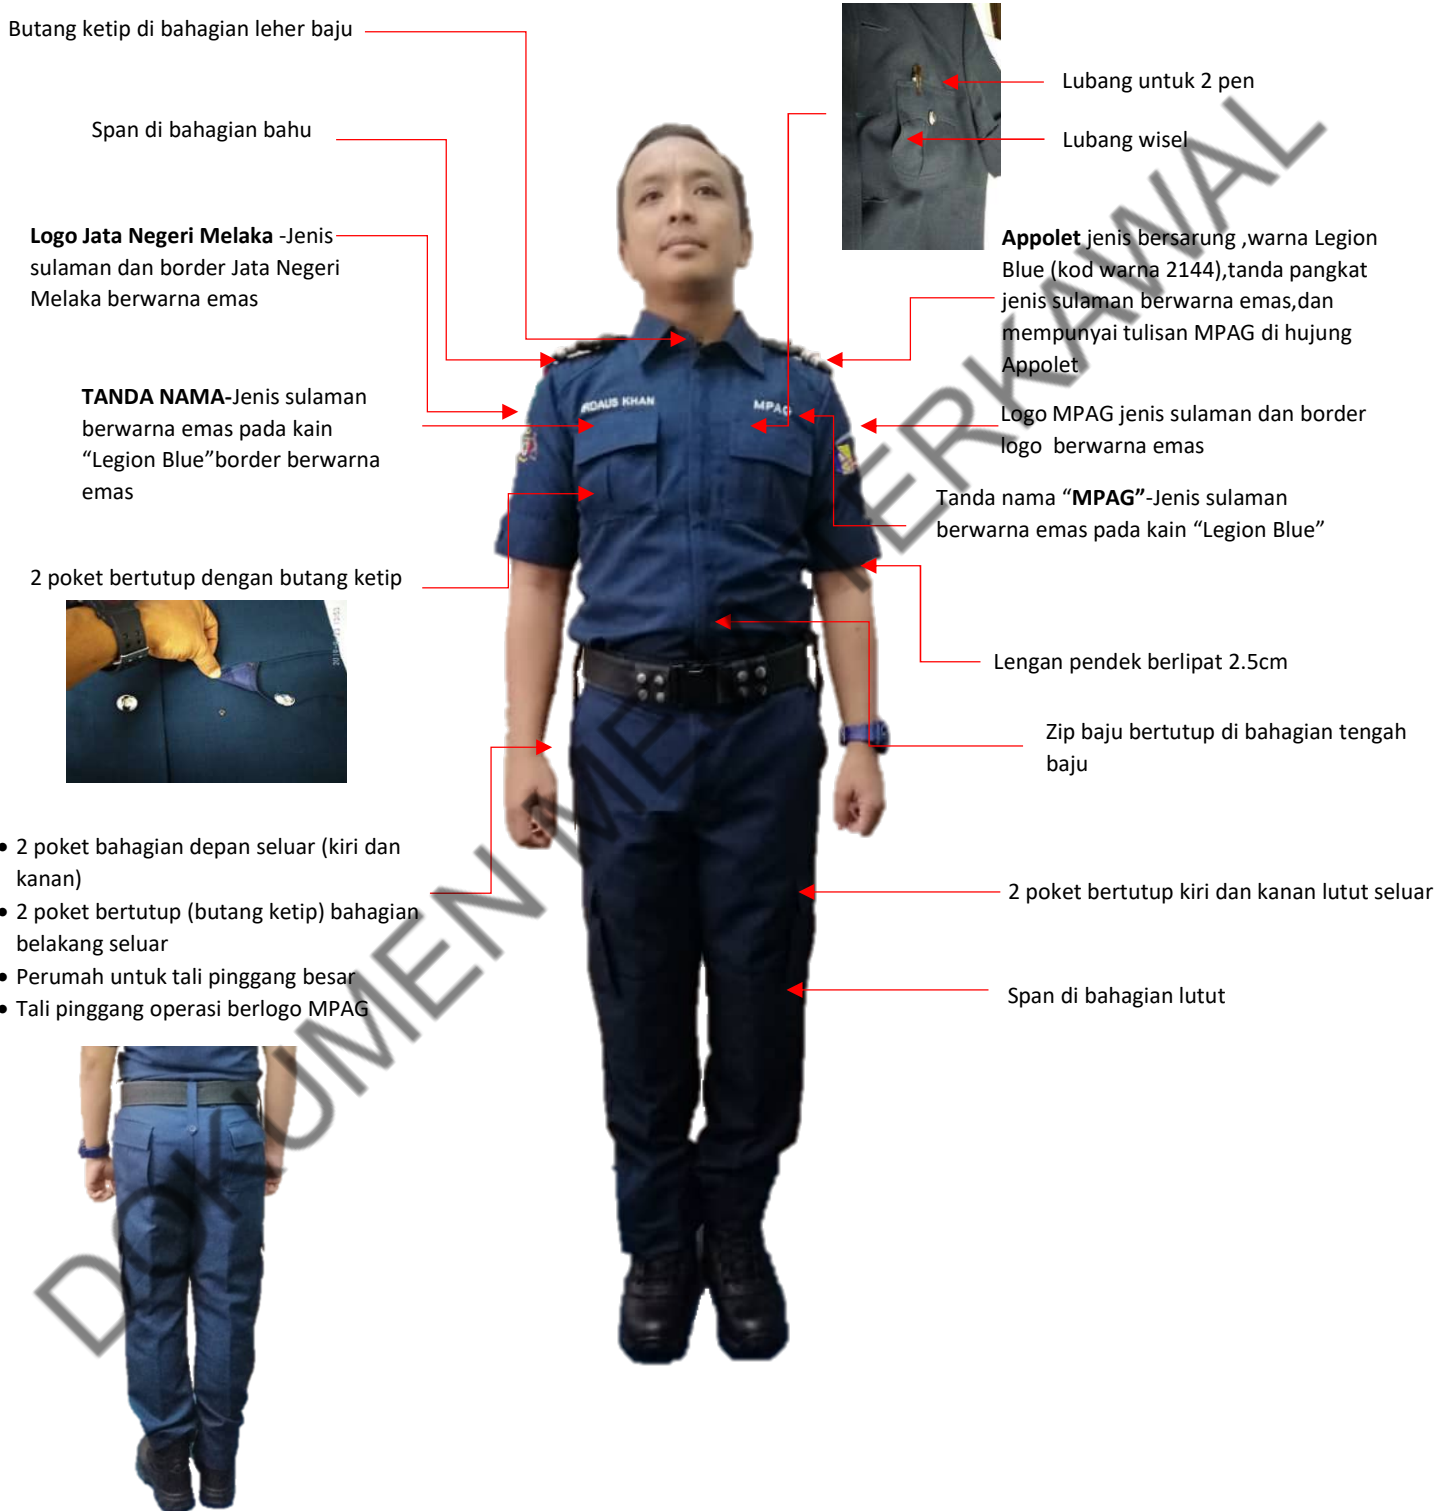 Butang ketip di bahagian leher baju
Span di bahagian bahu
Logo Jata Negeri Melaka -Jenis
sulaman dan border Jata Negeri
Melaka berwarna emas
TANDA NAMA-Jenis sulaman
berwarna emas pada kain
“Legion Blue”border berwarna
emas
2 poket bertutup dengan butang ketip
• 2 poket bahagian depan seluar (kiri dan
kanan)
• 2 poket bertutup (butang ketip) bahagian
belakang seluar
• Perumah untuk tali pinggang besar
• Tali pinggang operasi berlogo MPAG
KHAN
MPAG
Lubang untuk 2 pen
Lubang wisel
Appolet jenis bersarung ,warna Legion
Blue (kod warna 2144),tanda pangkat
jenis sulaman berwarna emas,dan
mempunyai tulisan MPAG di hujung
Appolet
Logo MPAG jenis sulaman dan border
logo berwarna emas
Tanda nama “MPAG”-Jenis sulaman
berwarna emas pada kain “Legion Blue”
Lengan pendek berlipat 2.5cm
Zip baju bertutup di bahagian tengah
baju
2 poket bertutup kiri dan kanan lutut seluar
Span di bahagian lutut